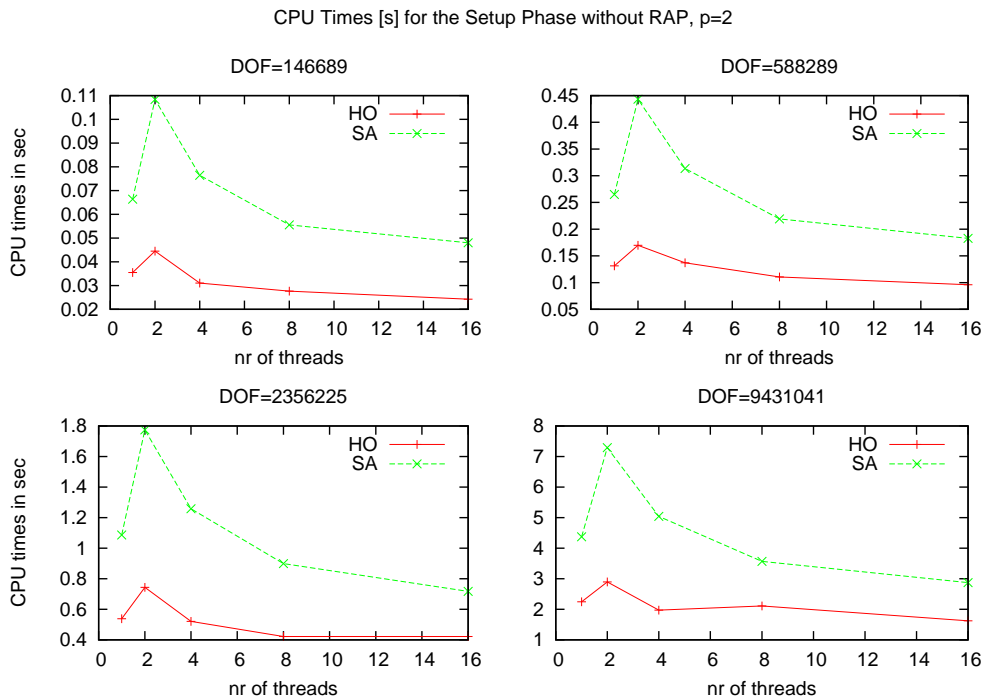 CPU Times [s] for the Setup Phase without RAP, p=2
DOF=146689
CPU times in sec
0.11
0.1
0.09
0.08
0.07
0.06
0.05
0.04
0.03
0.02
0 2 4 6 8 10 12 14 16
nr of threads
HO
SA
DOF=588289
0.45
0.4
0.35
0.3
0.25
0.2
0.15
0.1
0.05
0 2 4 6 8 10 12 14 16
nr of threads
HO
SA
DOF=2356225
CPU times in sec
1.8
1.6
1.4
1.2
1
0.8
0.6
0.4
0 2 4 6 8 10 12 14 16
nr of threads
HO
SA
DOF=9431041
8
7
6
5
4
3
2
1
0 2 4 6 8 10 12 14 16
nr of threads
HO
SA